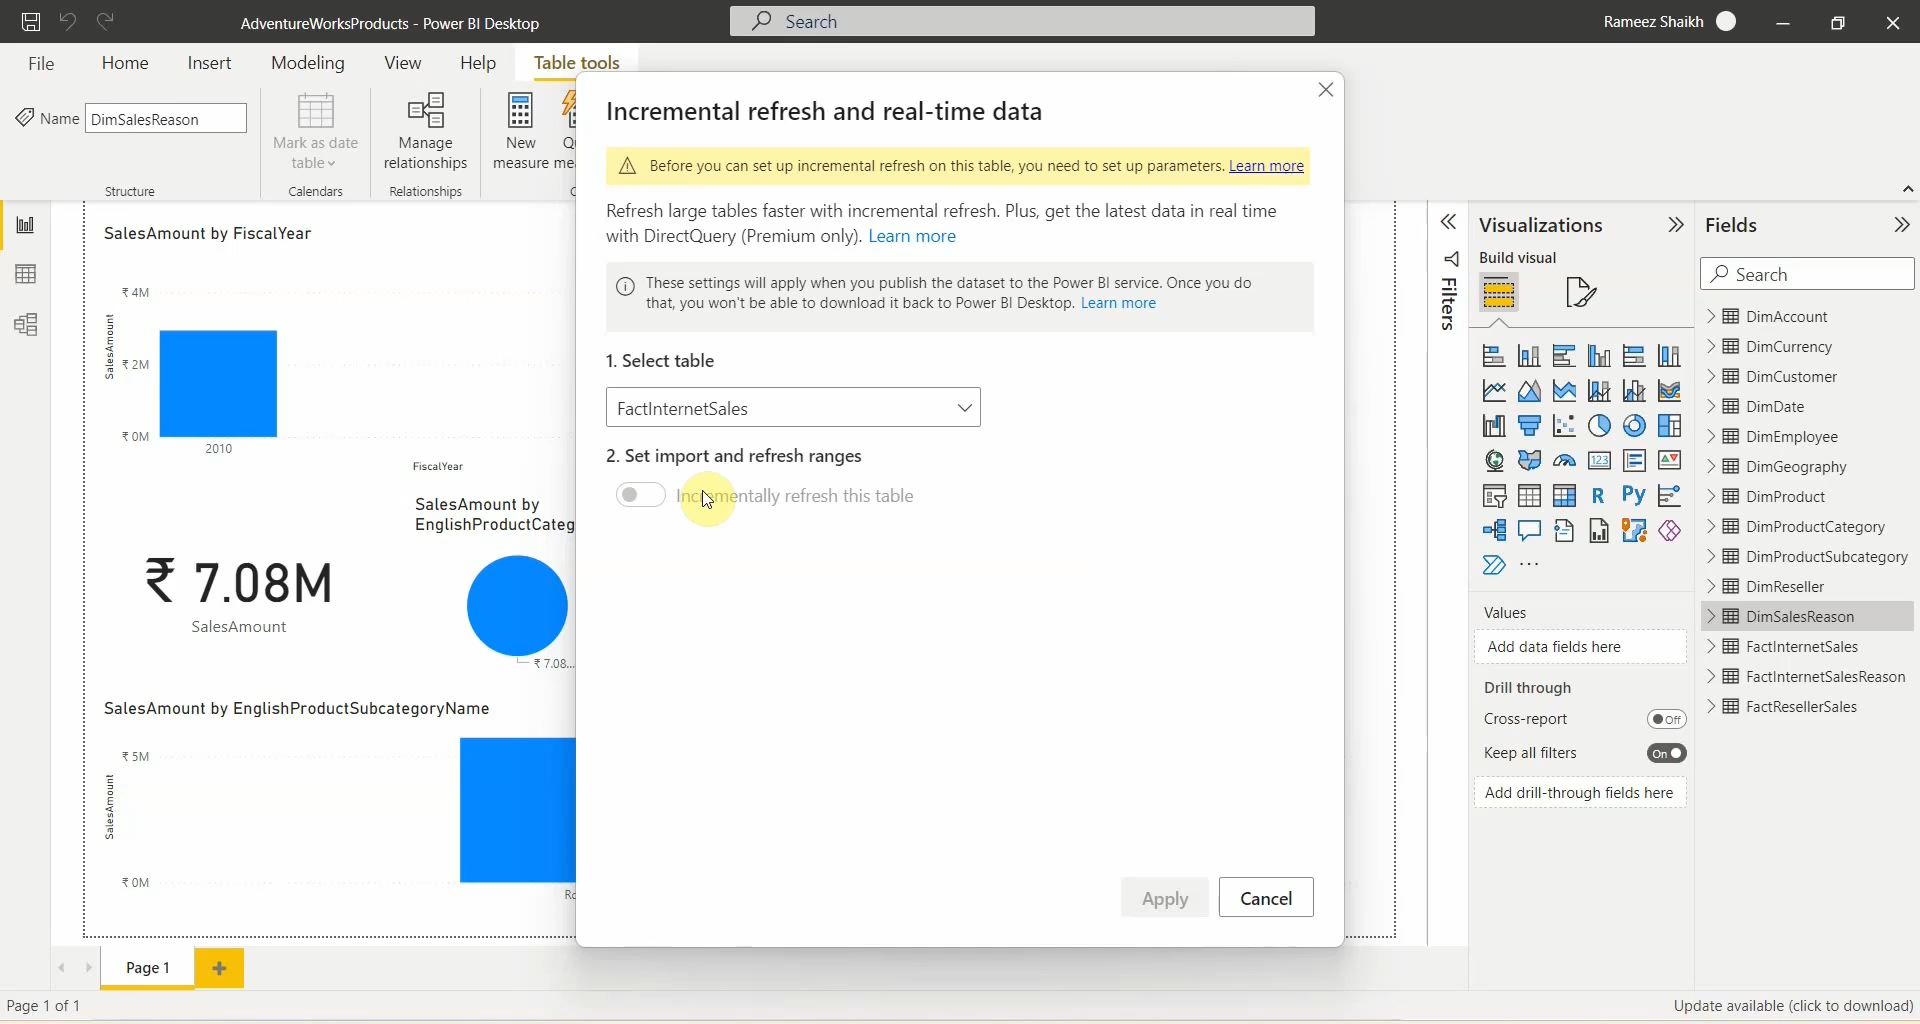 AdventureWorksProducts - Power BI Desktop
Search
Rameez Shaikh
File
Home
Insert
Modeling
View
Help
Table tools
Name
DimSalesReason
Mark as date
table
Manage
relationships
New
measure
Structure
Calendars
Relationships
Incremental refresh and real-time data
Before you can set up incremental refresh on this table, you need to set up parameters. Learn more
Refresh large tables faster with incremental refresh. Plus, get the latest data in real time
with DirectQuery (Premium only). Learn more
These settings will apply when you publish the dataset to the Power BI service. Once you do
that, you won't be able to download it back to Power BI Desktop. Learn more
1. Select table
FactInternetSales
2. Set import and refresh ranges
Incrementally refresh this table
Apply
Cancel
SalesAmount by FiscalYear
₹4M
₹2M
₹0M
SalesAmount
2010
FiscalYear
SalesAmount by
EnglishProductCateg
₹ 7.08M
SalesAmount
₹ 7.08...
SalesAmount by EnglishProductSubcategoryName
₹5M
₹0M
SalesAmount
Filters
Visualizations
Build visual
123
R
Py
...
Values
Add data fields here
Drill through
Cross-report
Off
Keep all filters
On
Add drill-through fields here
Fields
Search
DimAccount
DimCurrency
DimCustomer
DimDate
DimEmployee
DimGeography
DimProduct
DimProductCategory
DimProductSubcategory
DimReseller
DimSalesReason
FactInternetSales
FactInternetSalesReason
FactResellerSales
Page 1
Page 1 of 1
Update available (click to download)